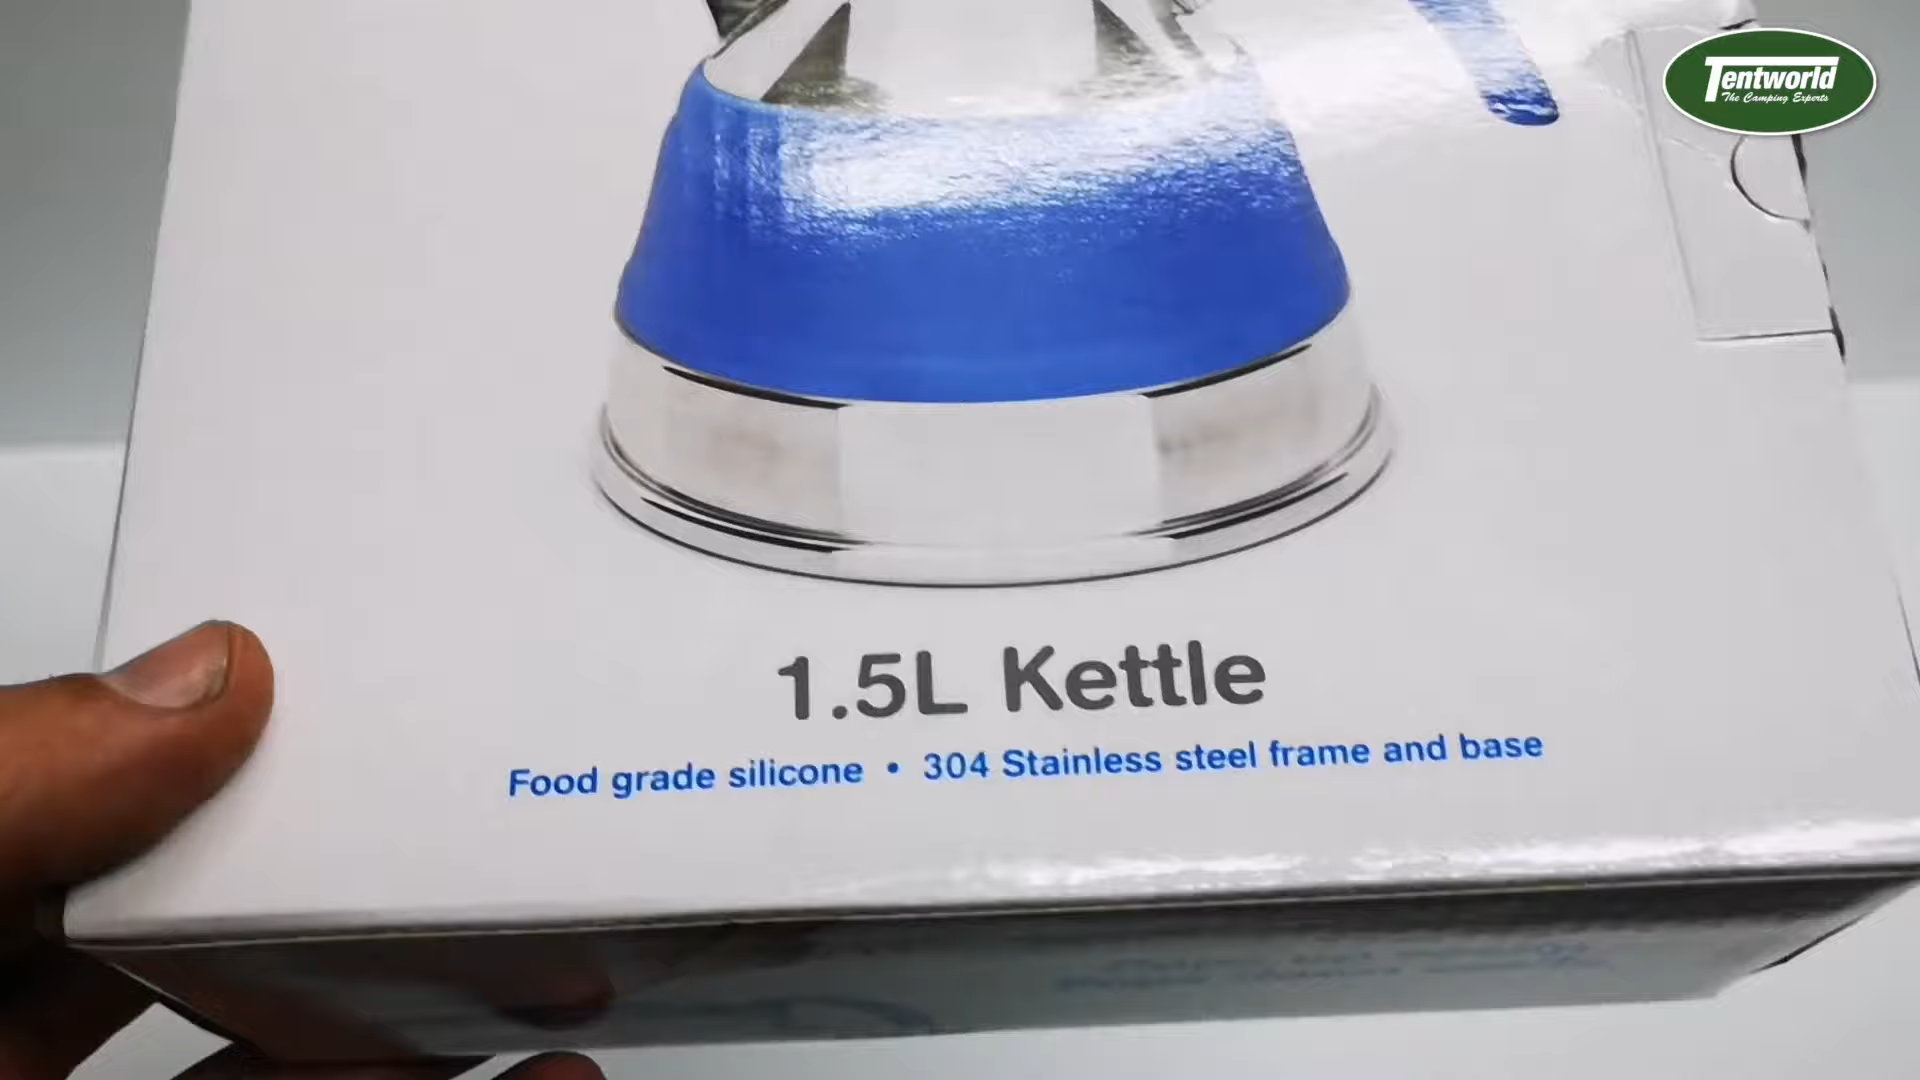 Tentworld
The Camping Experts
1.5L Kettle
Food grade silicone • 304 Stainless steel frame and base